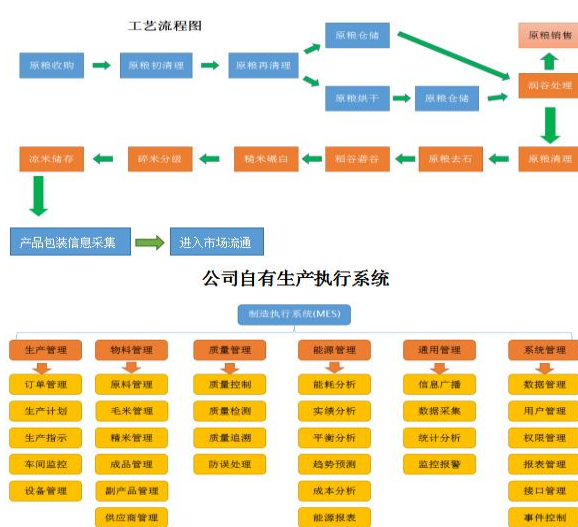 工艺流程图
原粮仓储
原粮销售
原粮收购
原粮初清理
原粮再清理
润谷处理
原粮烘干
原粮仓储
凉米储存
碎米分级
糙米碾白
稻谷砻谷
原粮去石
原粮清理
产品包装信息采集
进入市场流通
公司自有生产执行系统
制造执行系统(MES)
生产管理
物料管理
质量管理
能源管理
通用管理
系统管理
订单管理
原料管理
质量控制
能耗分析
信息广播
数据管理
生产计划
毛米管理
质量检测
实绩分析
数据采集
用户管理
生产指示
精米管理
质量追溯
平衡分析
统计分析
权限管理
车间监控
成品管理
防误处理
趋势预测
监控报警
报表管理
设备管理
副产品管理
成本分析
接口管理
供应商管理
能源报表
事件控制